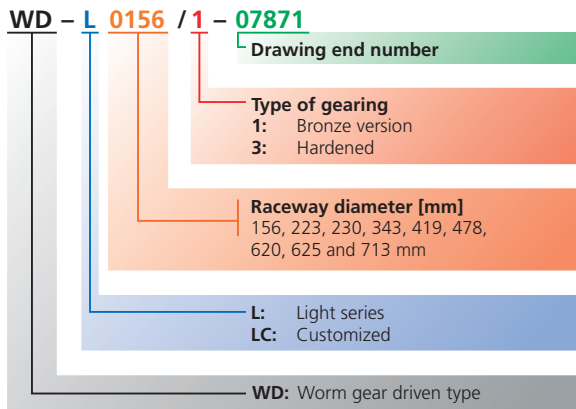 WD – L 0156 / 1 – 07871
Drawing end number
Type of gearing
1: Bronze version
3: Hardened
Raceway diameter [mm]
156, 223, 230, 343, 419, 478,
620, 625 and 713 mm
L: Light series
LC: Customized
WD: Worm gear driven type